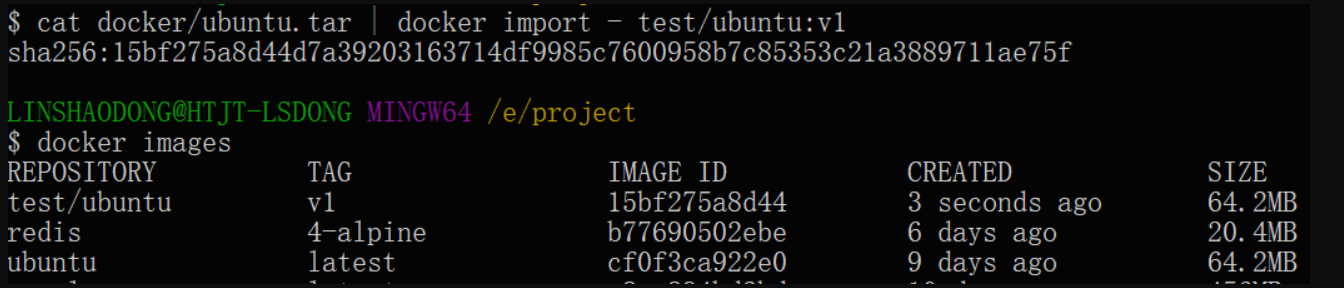 $ cat docker/ubuntu.tar | docker import - test/ubuntu:v1
sha256:15bf275a8d44d7a39203163714df9985c7600958b7c85353c21a3889711ae75f
LINSHAODONG@HTJT-LSDONG MINGW64 /e/project
$ docker images
REPOSITORY TAG IMAGE ID CREATED SIZE
test/ubuntu v1 15bf275a8d44 3 seconds ago 64.2MB
redis 4-alpine b77690502ebe 6 days ago 20.4MB
ubuntu latest cf0f3ca922e0 9 days ago 64.2MB